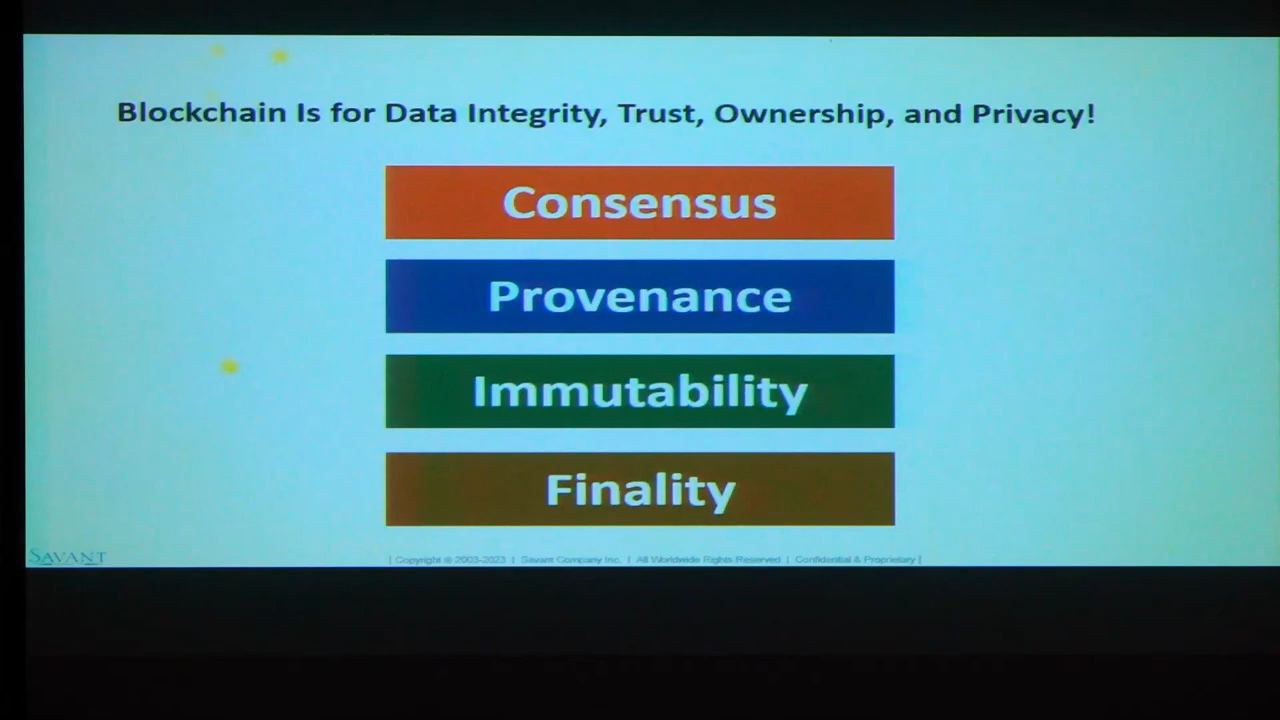 Blockchain Is for Data Integrity, Trust, Ownership, and Privacy!
Consensus
Provenance
Immutability
Finality
SAVANT
| Copyright © 2003-2023 | Savant Company Inc. | All Worldwide Rights Reserved | Confidential & Proprietary |